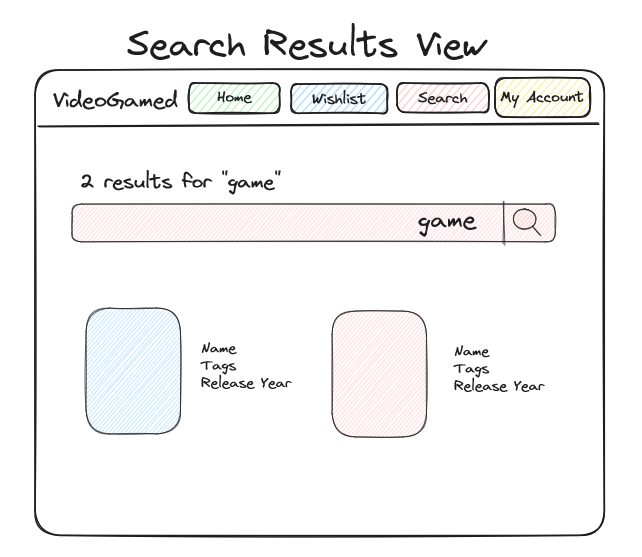 Search Results View
VideoGamed Home Wishlist Search My Account
2 results for "game"
game
Name
Tags
Release Year
Name
Tags
Release Year